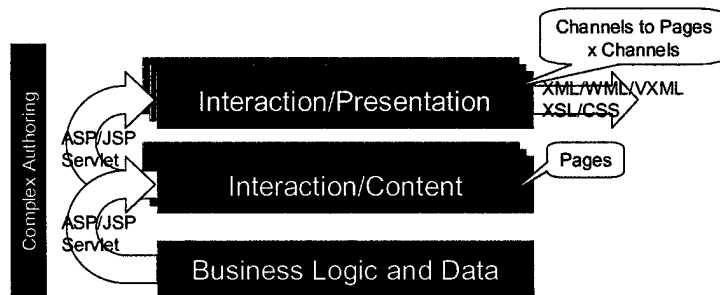 Channels to Pages
x Channels
Interaction/Presentation
XML/WML/VXML
XSL/CSS
ASP/JSP
Servlet
Interaction/Content
Pages
ASP/JSP
Servlet
Business Logic and Data
Complex Authoring